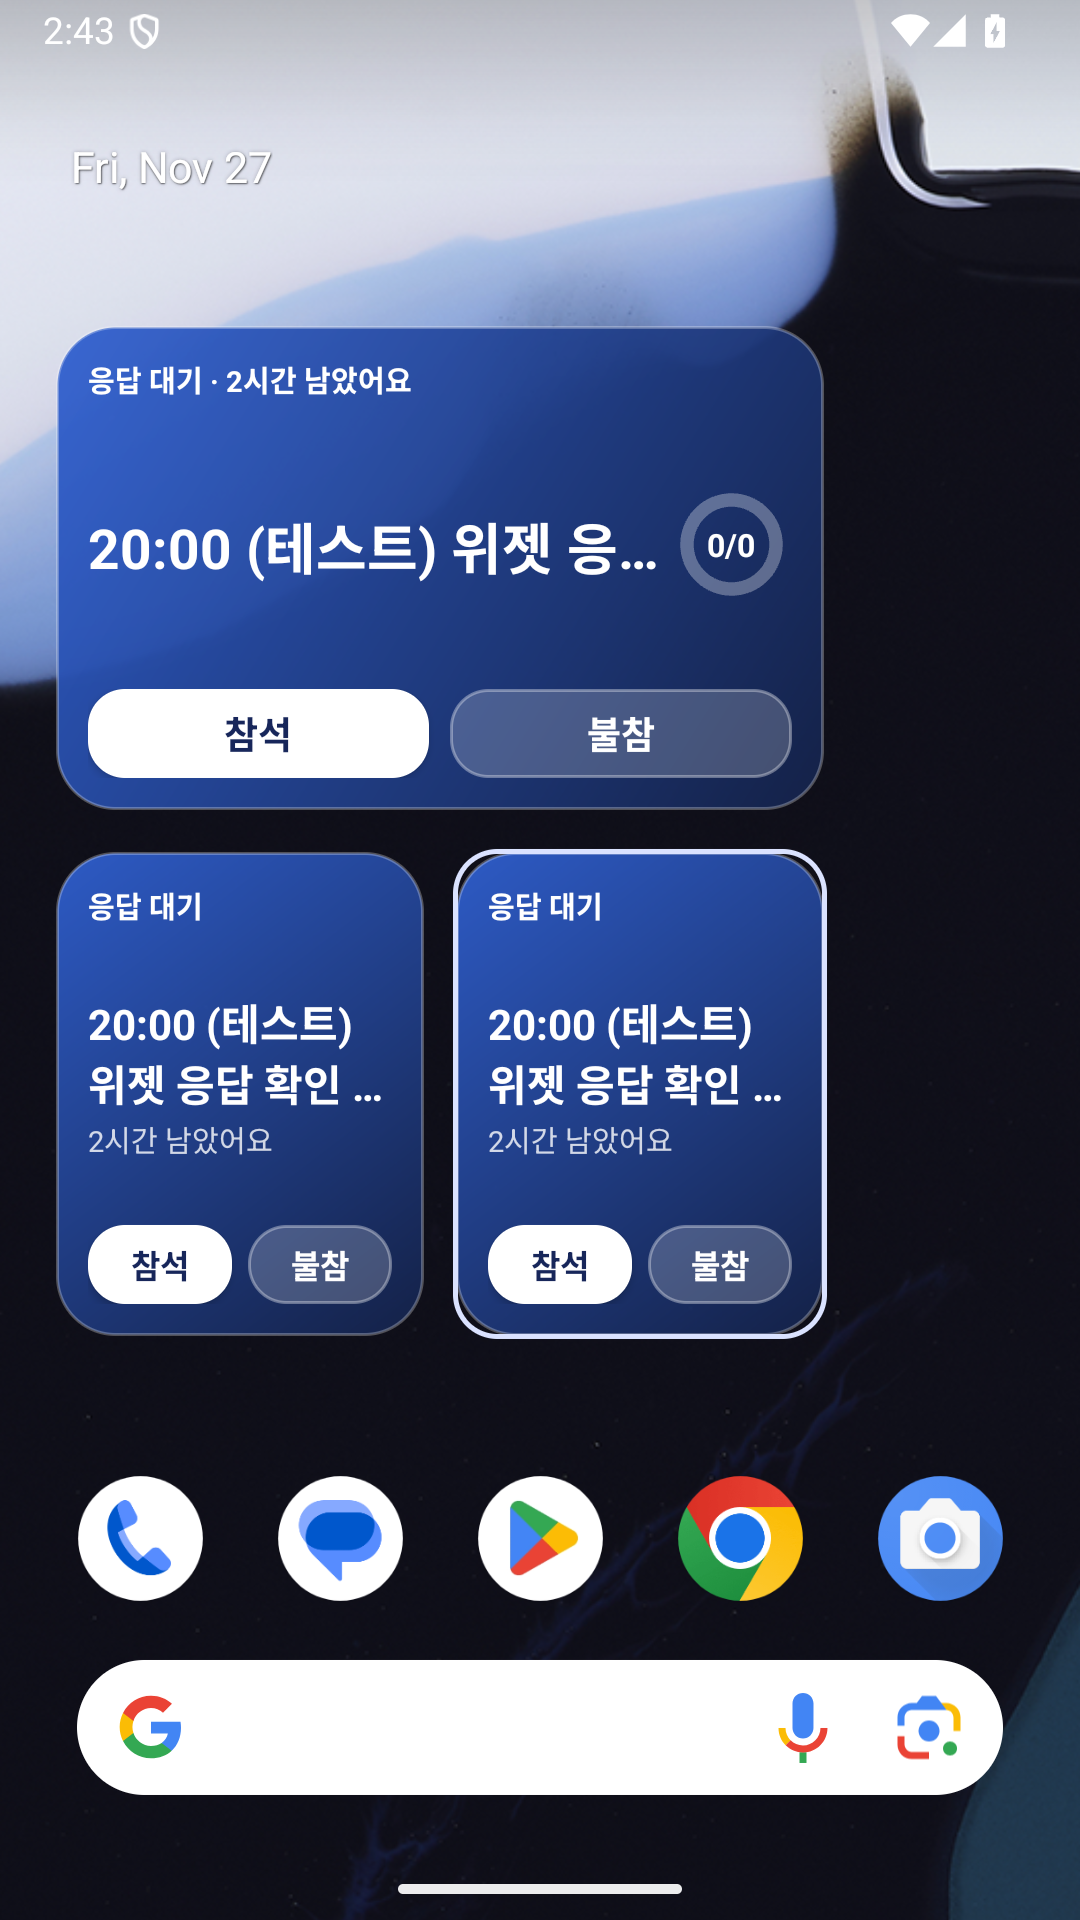 2:43
Fri, Nov 27
응답 대기 · 2시간 남았어요
20:00 (테스트) 위젯 응...
0/0
참석
불참
응답 대기
20:00 (테스트)
위젯 응답 확인 ...
2시간 남았어요
참석
불참
응답 대기
20:00 (테스트)
위젯 응답 확인 ...
2시간 남았어요
참석
불참